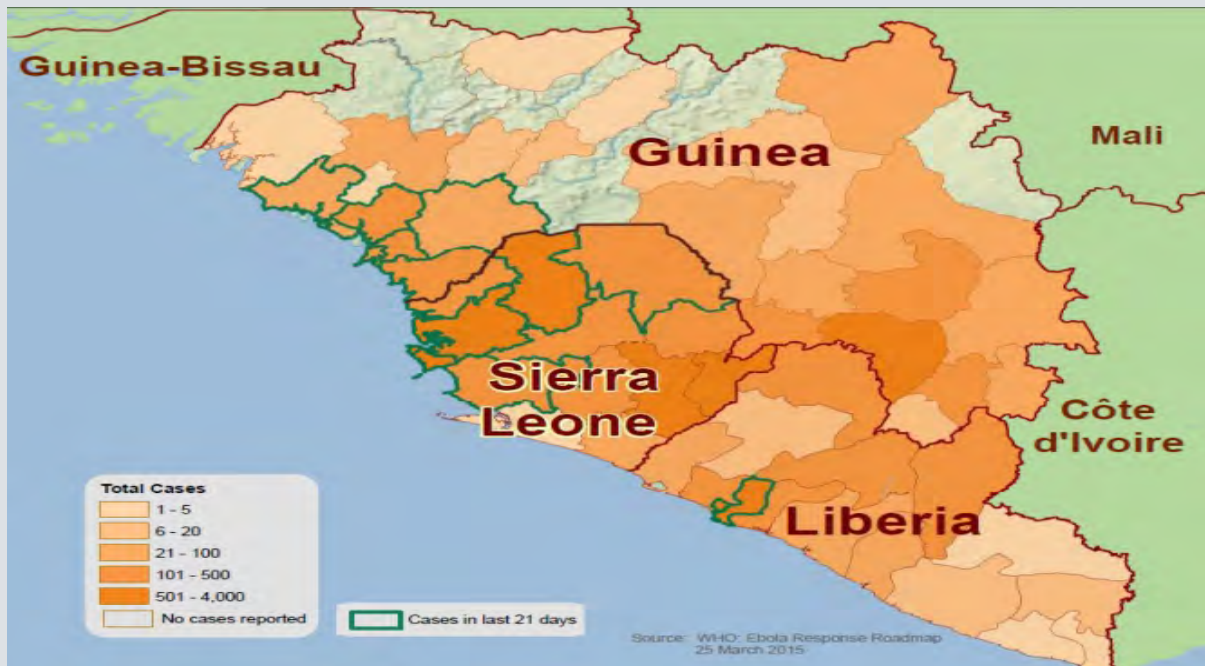 Guinea-Bissau
Guinea
Mali
Sierra
Leone
Côte
d'Ivoire
Liberia
Total Cases
1 - 5
6 - 20
21 - 100
101 - 500
501 - 4,000
No cases reported
Cases in last 21 days
Source: WHO: Ebola Response Roadmap
25 March 2015